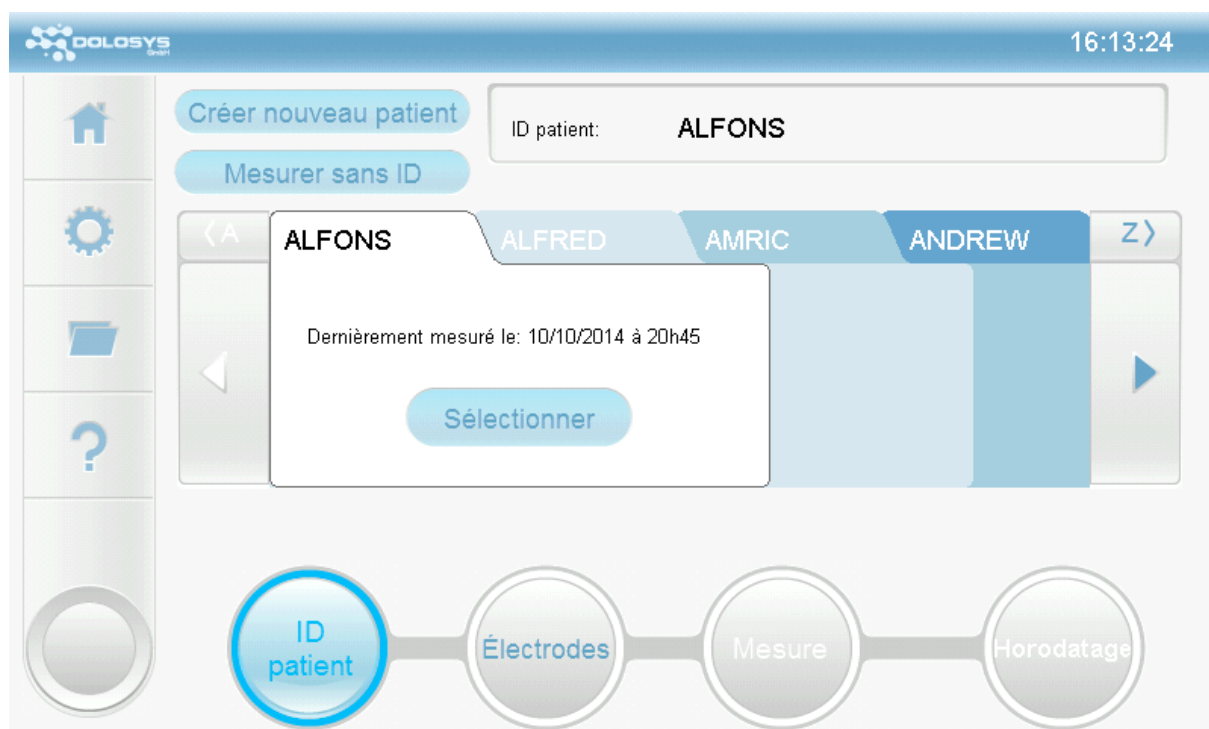 DOLOSYS
GmbH
16:13:24
Créer nouveau patient
ID patient: ALFONS
Mesurer sans ID
〈A
ALFONS
ALFRED
AMRIC
ANDREW
Z〉
Dernièrement mesuré le: 10/10/2014 à 20h45
Sélectionner
?
ID
patient
Électrodes
Mesure
Horodatage